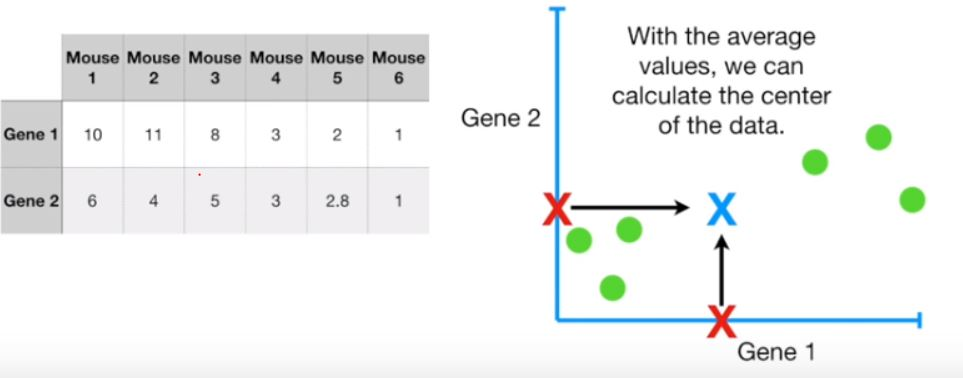 Mouse 1 Mouse 2 Mouse 3 Mouse 4 Mouse 5 Mouse 6
Gene 1 10 11 8 3 2 1
Gene 2 6 4 5 3 2.8 1
With the average
values, we can
calculate the center
of the data.
Gene 2
X
X
X
Gene 1